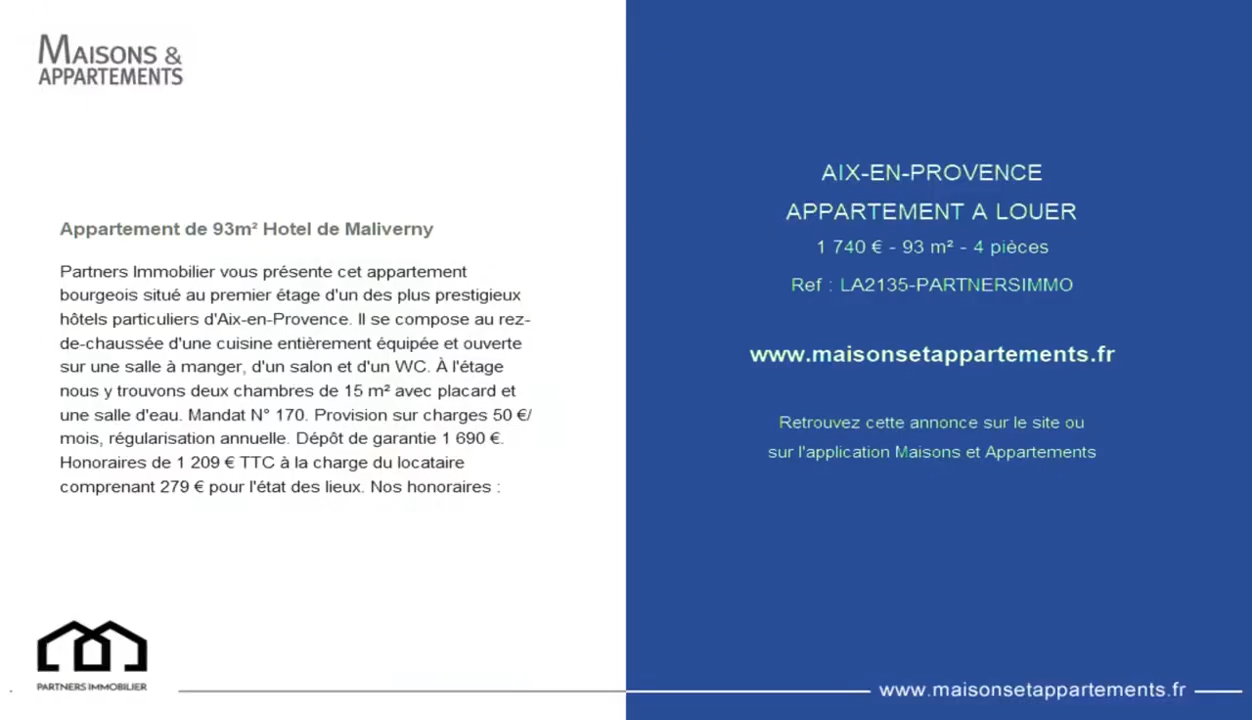 MAISONS &
APPARTEMENTS
Appartement de 93m² Hotel de Maliverny
Partners Immobilier vous présente cet appartement
bourgeois situé au premier étage d'un des plus prestigieux
hôtels particuliers d'Aix-en-Provence. Il se compose au rez-
de-chaussée d'une cuisine entièrement équipée et ouverte
sur une salle à manger, d'un salon et d'un WC. À l'étage
nous y trouvons deux chambres de 15 m² avec placard et
une salle d'eau. Mandat N° 170. Provision sur charges 50 €/
mois, régularisation annuelle. Dépôt de garantie 1 690 €.
Honoraires de 1 209 € TTC à la charge du locataire
comprenant 279 € pour l'état des lieux. Nos honoraires :
PARTNERS IMMOBILIER
AIX-EN-PROVENCE
APPARTEMENT A LOUER
1 740 € - 93 m² - 4 pièces
Ref : LA2135-PARTNERSIMMO
www.maisonsetappartements.fr
Retrouvez cette annonce sur le site ou
sur l'application Maisons et Appartements
www.maisonsetappartements.fr